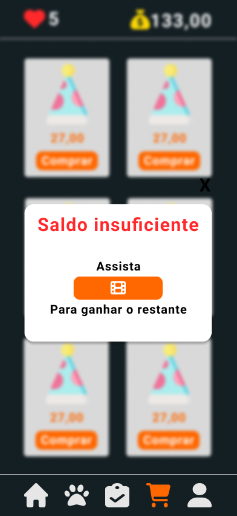 5
133,00
27,00
27,00
Comprar
Comprar
X
Saldo insuficiente
Assista
Para ganhar o restante
27,00
27,00
Comprar
Comprar